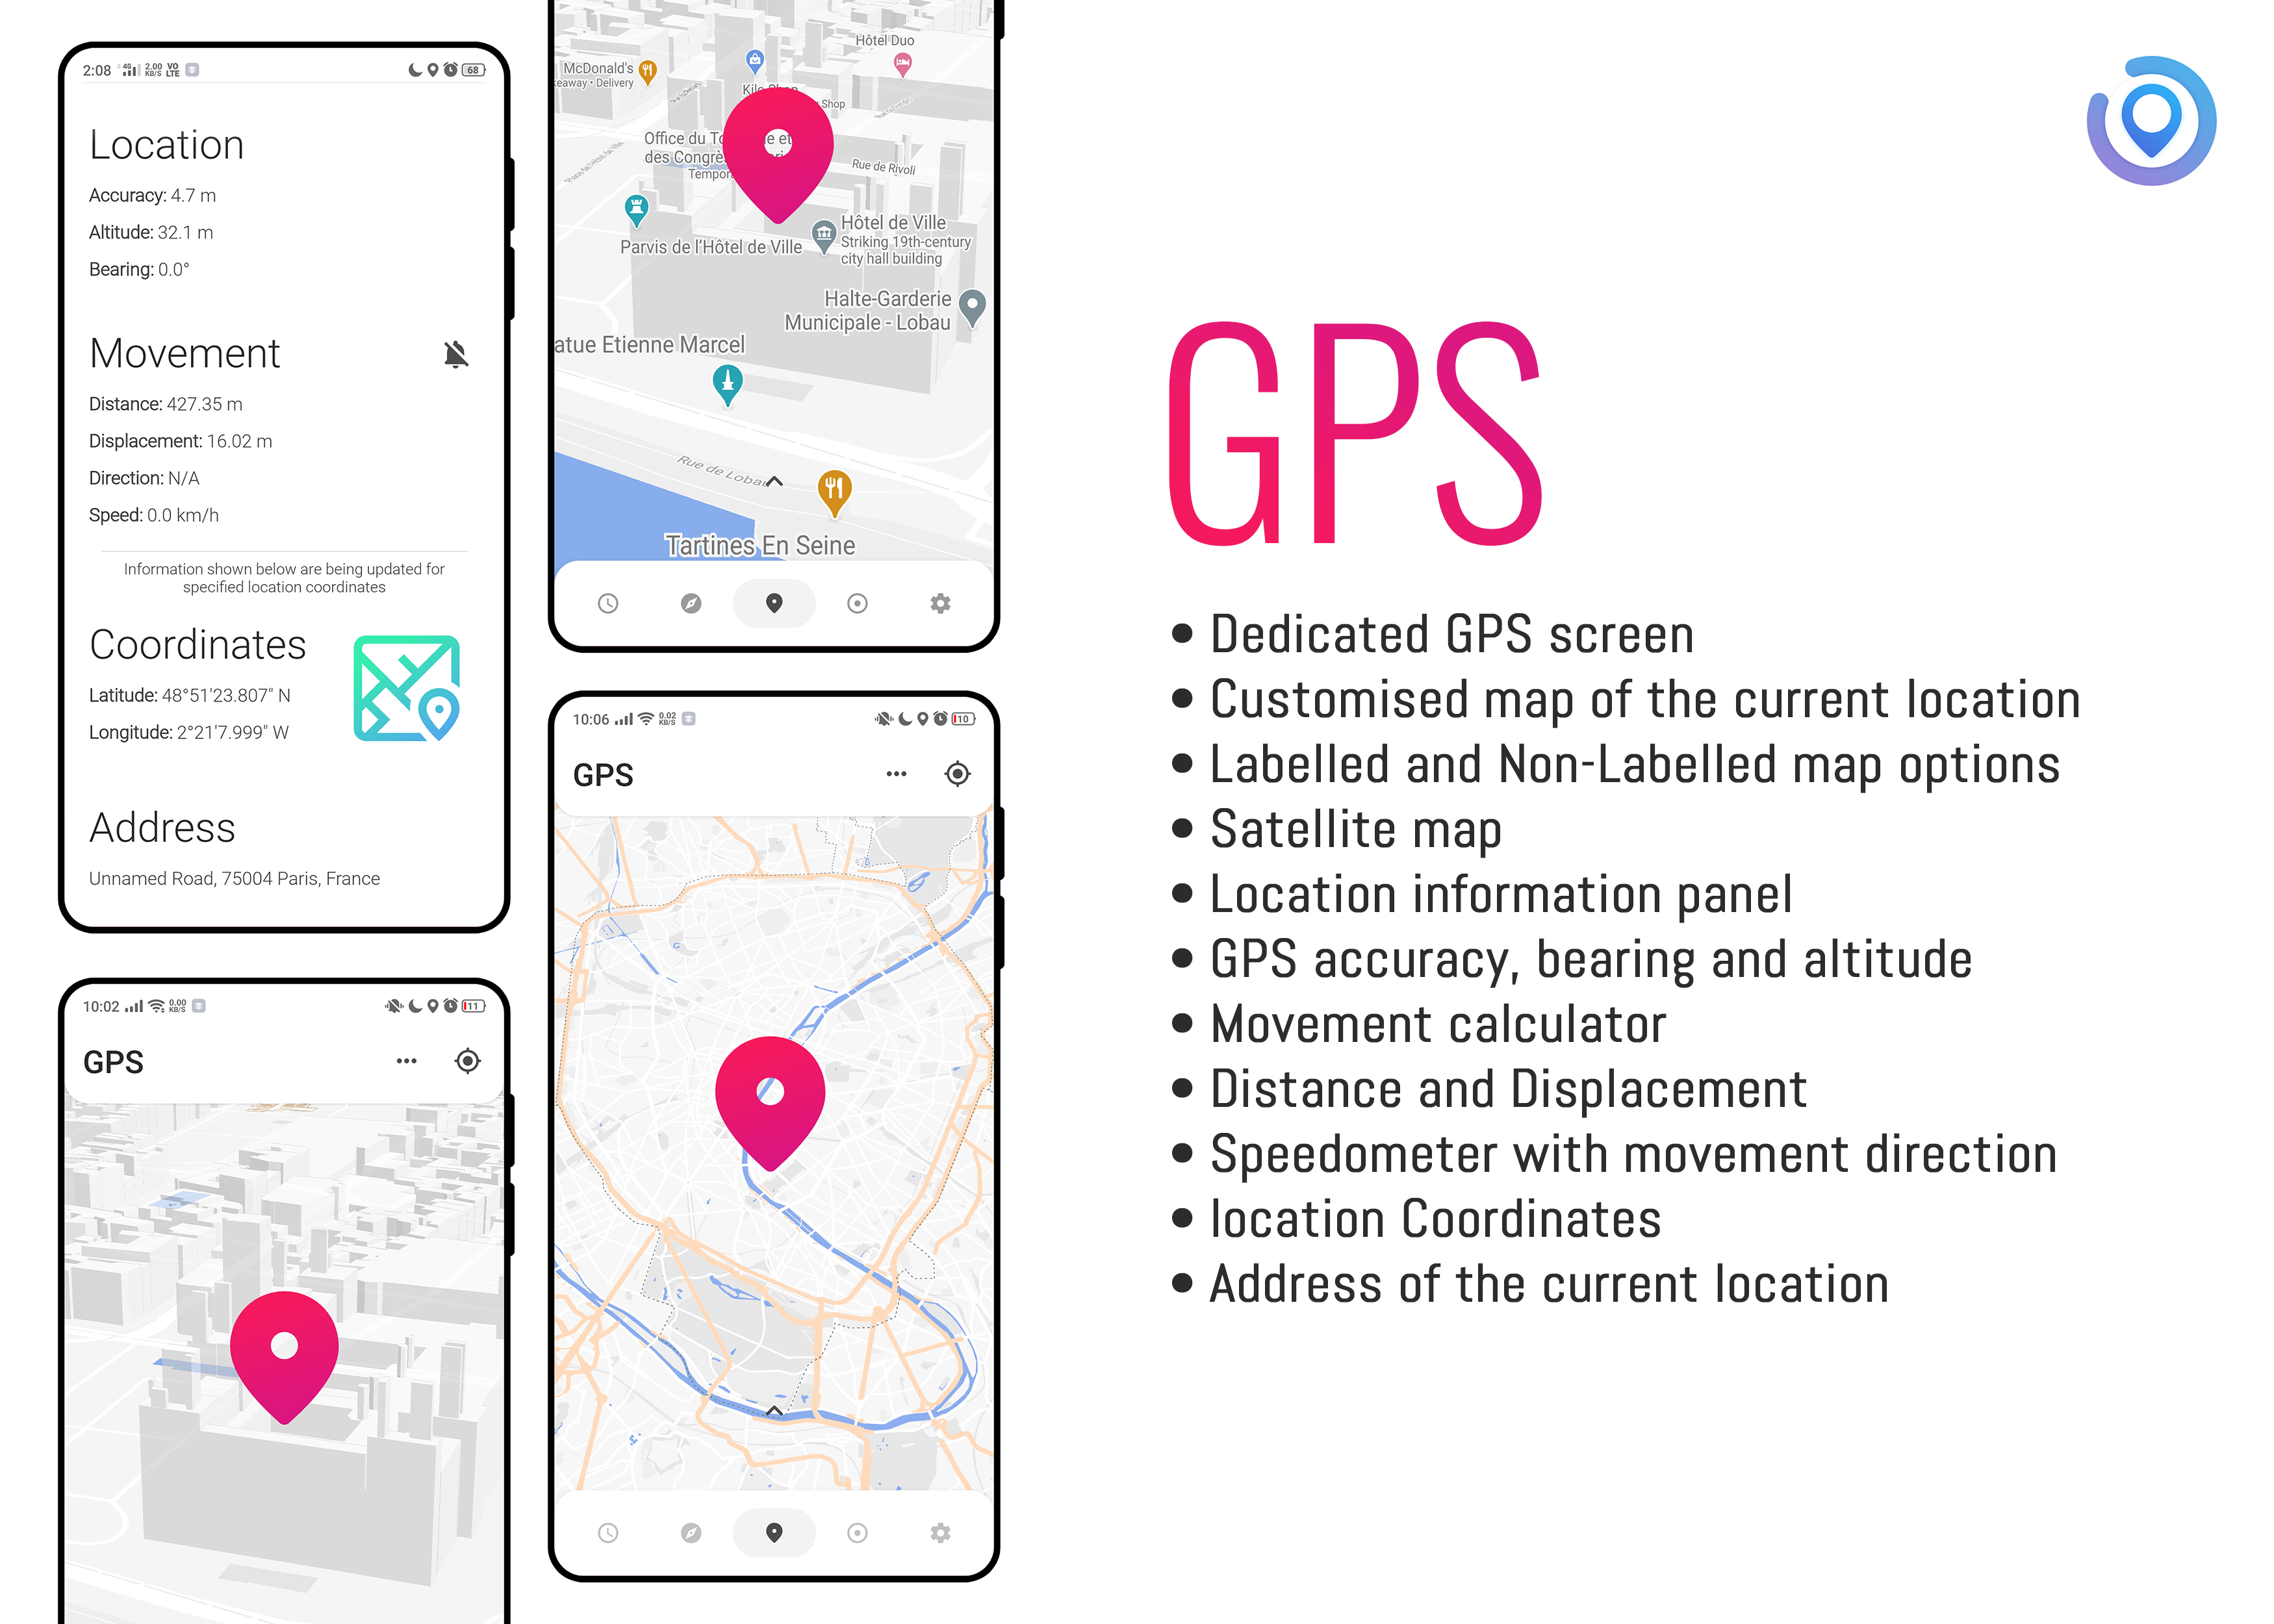 2:08 4G 2.00 KB/S VO LTE 68
Location
Accuracy: 4.7 m
Altitude: 32.1 m
Bearing: 0.0°
Movement
Distance: 427.35 m
Displacement: 16.02 m
Direction: N/A
Speed: 0.0 km/h
Information shown below are being updated for
specified location coordinates
Coordinates
Latitude: 48°51'23.807" N
Longitude: 2°21'7.999" W
Address
Unnamed Road, 75004 Paris, France
10:02 0.00 KB/S 11
GPS
Hôtel Duo
McDonald's
eaway • Delivery
Shop
Office du To e et
des Congrè
Tempor
Rue de Rivoli
Hôtel de Ville
Striking 19th-century
city hall building
Parvis de l'Hôtel de Ville
Halte-Garderie
Municipale - Lobau
atue Etienne Marcel
Rue de Lobau
Tartines En Seine
10:06 0.02 KB/S 10
GPS
GPS
• Dedicated GPS screen
• Customised map of the current location
• Labelled and Non-Labelled map options
• Satellite map
• Location information panel
• GPS accuracy, bearing and altitude
• Movement calculator
• Distance and Displacement
• Speedometer with movement direction
• location Coordinates
• Address of the current location